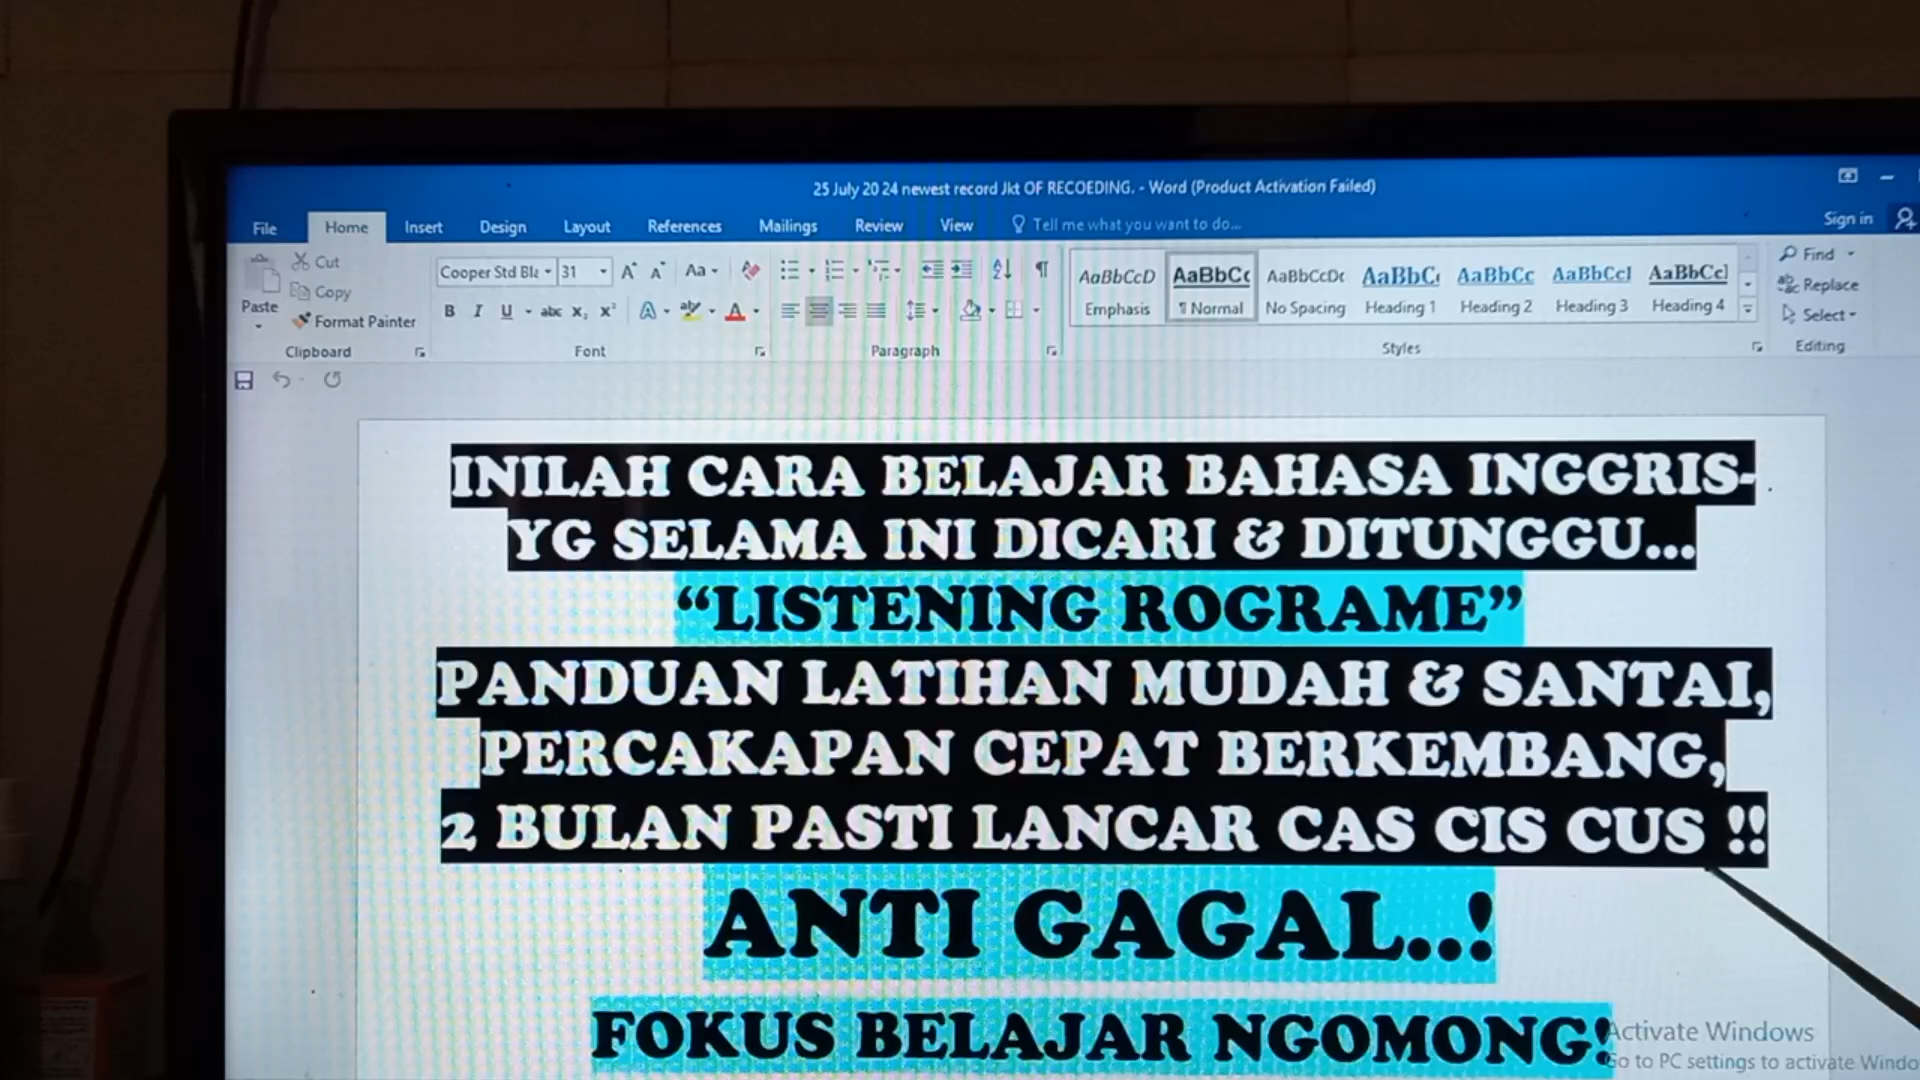 25 July 20 24 newest record Jkt OF RECOEDING. - Word (Product Activation Failed)
File Home Insert Design Layout References Mailings Review View Tell me what you want to do... Sign in
Cut
Copy
Format Painter
Paste
Clipboard
Cooper Std Bla 31 Aa
B I U abc x₂ x² A aby A
Font
Paragraph
AaBbCcD AaBbCc AaBbCcDc AaBbC AaBbCc AaBbCcI AaBbCcI
Emphasis ¶ Normal No Spacing Heading 1 Heading 2 Heading 3 Heading 4
Styles
Find
Replace
Select
Editing
INILAH CARA BELAJAR BAHASA INGGRIS-
YG SELAMA INI DICARI & DITUNGGU...
“LISTENING ROGRAME”
PANDUAN LATIHAN MUDAH & SANTAI,
PERCAKAPAN CEPAT BERKEMBANG,
2 BULAN PASTI LANCAR CAS CIS CUS !!
ANTI GAGAL..!
FOKUS BELAJAR NGOMONG!
Activate Windows
Go to PC settings to activate Windo